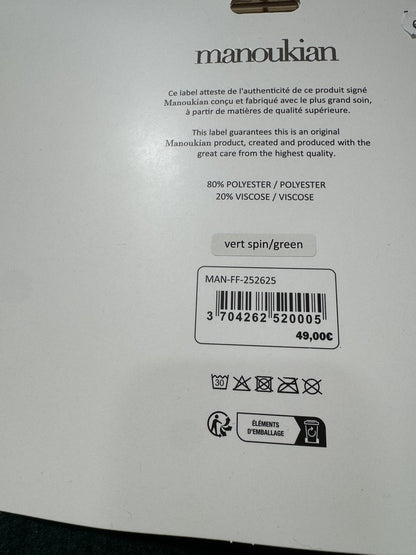 manoukian
Ce label atteste de l'authenticité de ce produit signé
Manoukian conçu et fabriqué avec le plus grand soin,
à partir de matières de qualité supérieure.
This label guarantees this is an original
Manoukian product, created and produced with the
great care from the highest quality.
80% POLYESTER / POLYESTER
20% VISCOSE / VISCOSE
vert spin/green
MAN-FF-252625
3 704262 520005
49,00€
30
ÉLÉMENTS
D'EMBALLAGE